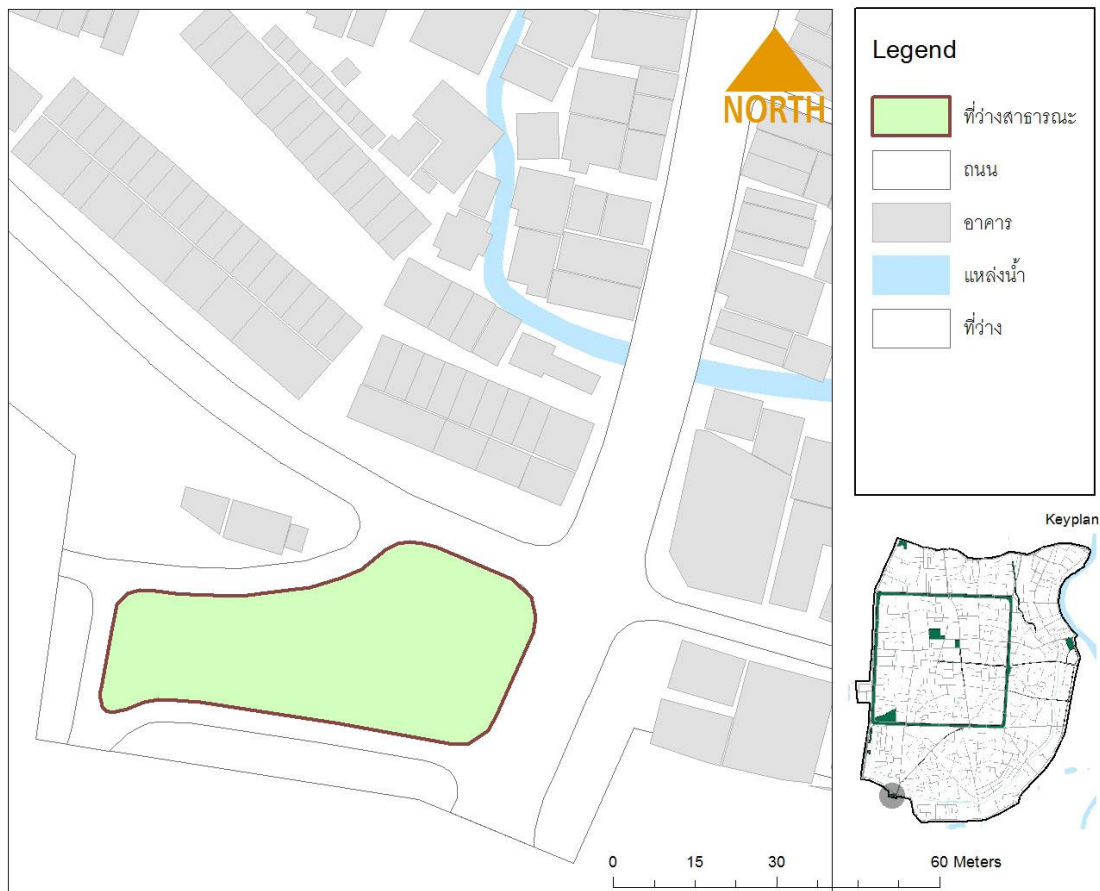 NORTH
Legend
ที่ว่างสาธารณะ
ถนน
อาคาร
แหล่งน้ำ
ที่ว่าง
Keyplan
0 15 30 60 Meters